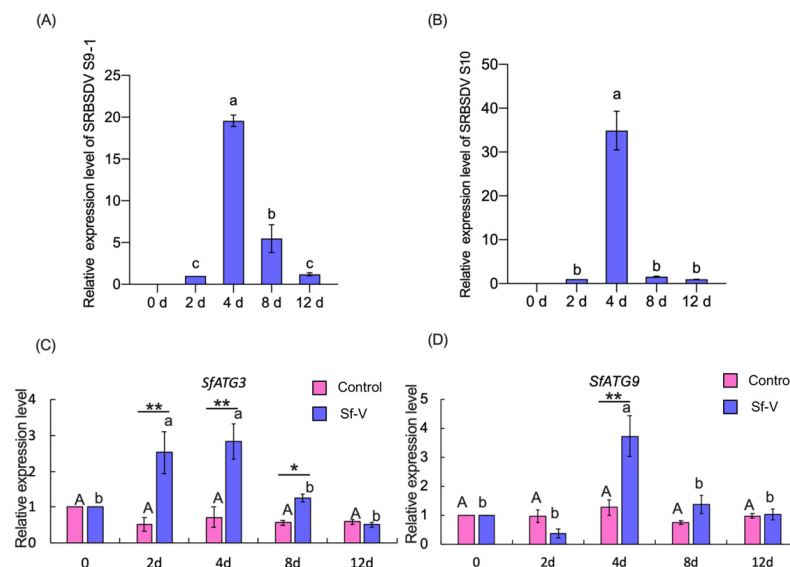 (A)
Relative expression level of SRBSDV S9-1
25
20
15
10
5
0
a
b
c
c
0 d 2 d 4 d 8 d 12 d
(B)
Relative expression level of SRBSDV S10
50
40
30
20
10
0
a
b
b
b
0 d 2 d 4 d 8 d 12 d
(C)
SfATG3
Control
Sf-V
Relative expression level
4
3
2
1
0
** ** *
A b A a A a A b A b
0 2d 4d 8d 12d
(D)
SfATG9
Contro
Sf-V
Relative expression level
5
4
3
2
1
0
**
A b A b A a A b A b
0 2d 4d 8d 12d